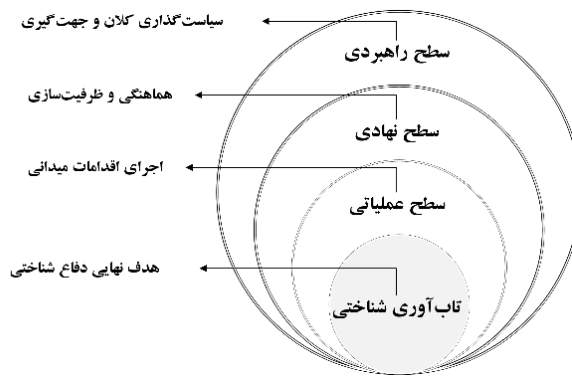 سیاست‌گذاری کلان و جهت‌گیری
سطح راهبردی
هماهنگی و ظرفیت‌سازی
سطح نهادی
اجرای اقدامات میدانی
سطح عملیاتی
هدف نهایی دفاع شناختی
تاب‌آوری شناختی